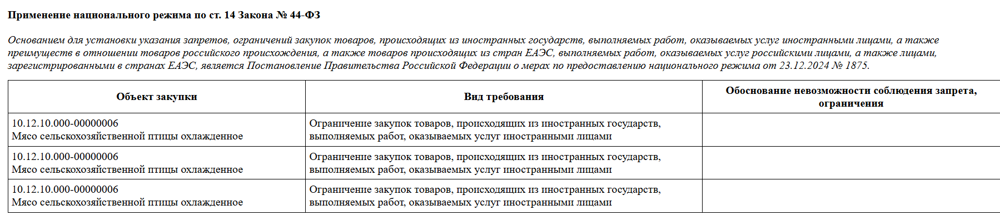 Применение национального режима по ст. 14 Закона № 44-ФЗ
Основанием для установки указания запретов, ограничений закупок товаров, происходящих из иностранных государств, выполняемых работ, оказываемых услуг иностранными лицами, а также
преимуществ в отношении товаров российского происхождения, а также товаров происходящих из стран ЕАЭС, выполняемых работ, оказываемых услуг российскими лицами, а также лицами,
зарегистрированными в странах ЕАЭС, является Постановление Правительства Российской Федерации о мерах по предоставлению национального режима от 23.12.2024 № 1875.
Объект закупки
Вид требования
Обоснование невозможности соблюдения запрета,
ограничения
10.12.10.000-00000006
Мясо сельскохозяйственной птицы охлажденное
Ограничение закупок товаров, происходящих из иностранных государств,
выполняемых работ, оказываемых услуг иностранными лицами
10.12.10.000-00000006
Мясо сельскохозяйственной птицы охлажденное
Ограничение закупок товаров, происходящих из иностранных государств,
выполняемых работ, оказываемых услуг иностранными лицами
10.12.10.000-00000006
Мясо сельскохозяйственной птицы охлажденное
Ограничение закупок товаров, происходящих из иностранных государств,
выполняемых работ, оказываемых услуг иностранными лицами